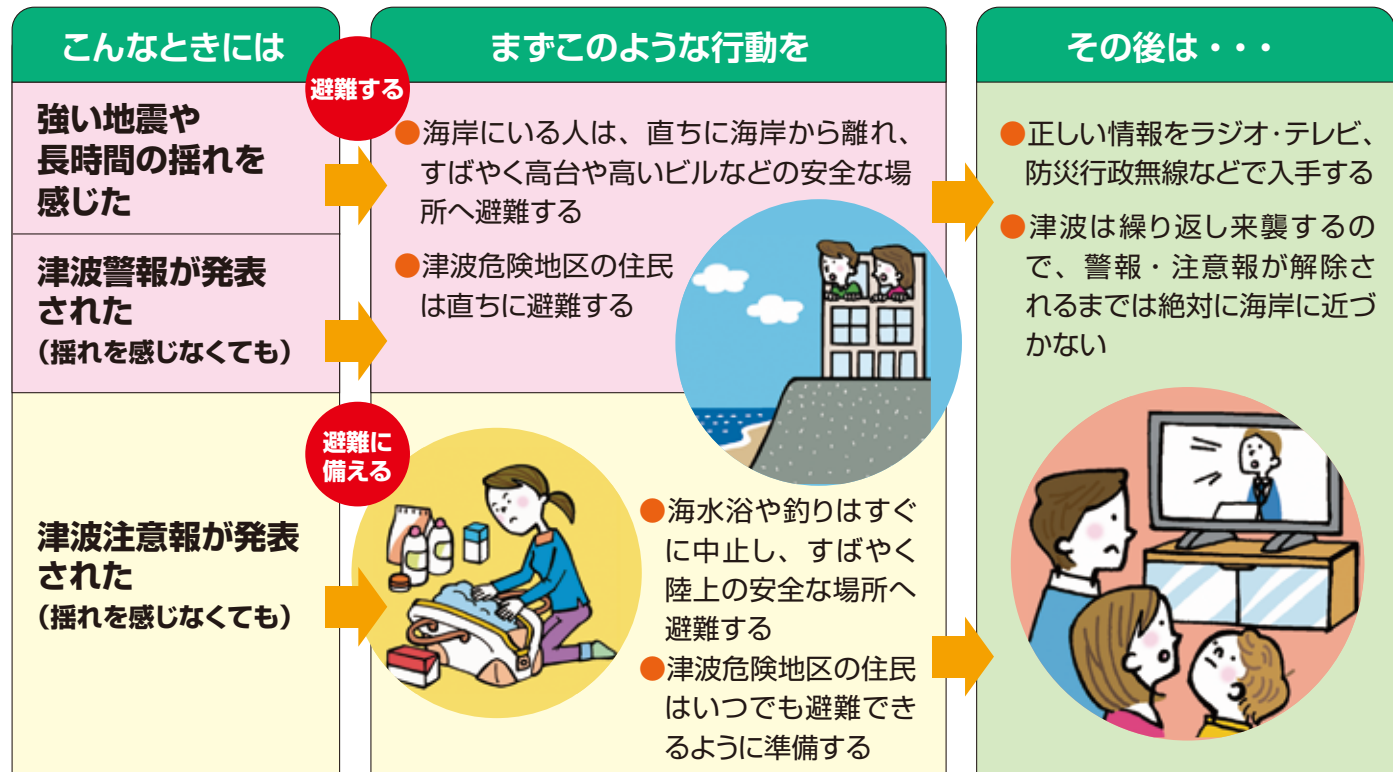 こんなときには
避難する
まずこのような行動を
その後は・・・
強い地震や
長時間の揺れを
感じた
津波警報が発表
された
（揺れを感じなくても）
●海岸にいる人は、直ちに海岸から離れ、
すばやく高台や高いビルなどの安全な場
所へ避難する
●津波危険地区の住民
は直ちに避難する
避難に
備える
津波注意報が発表
された
（揺れを感じなくても）
●海水浴や釣りはすぐ
に中止し、すばやく
陸上の安全な場所へ
避難する
●津波危険地区の住民
はいつでも避難でき
るように準備する
●正しい情報をラジオ・テレビ、
防災行政無線などで入手する
●津波は繰り返し来襲するの
で、警報・注意報が解除さ
れるまでは絶対に海岸に近づ
かない